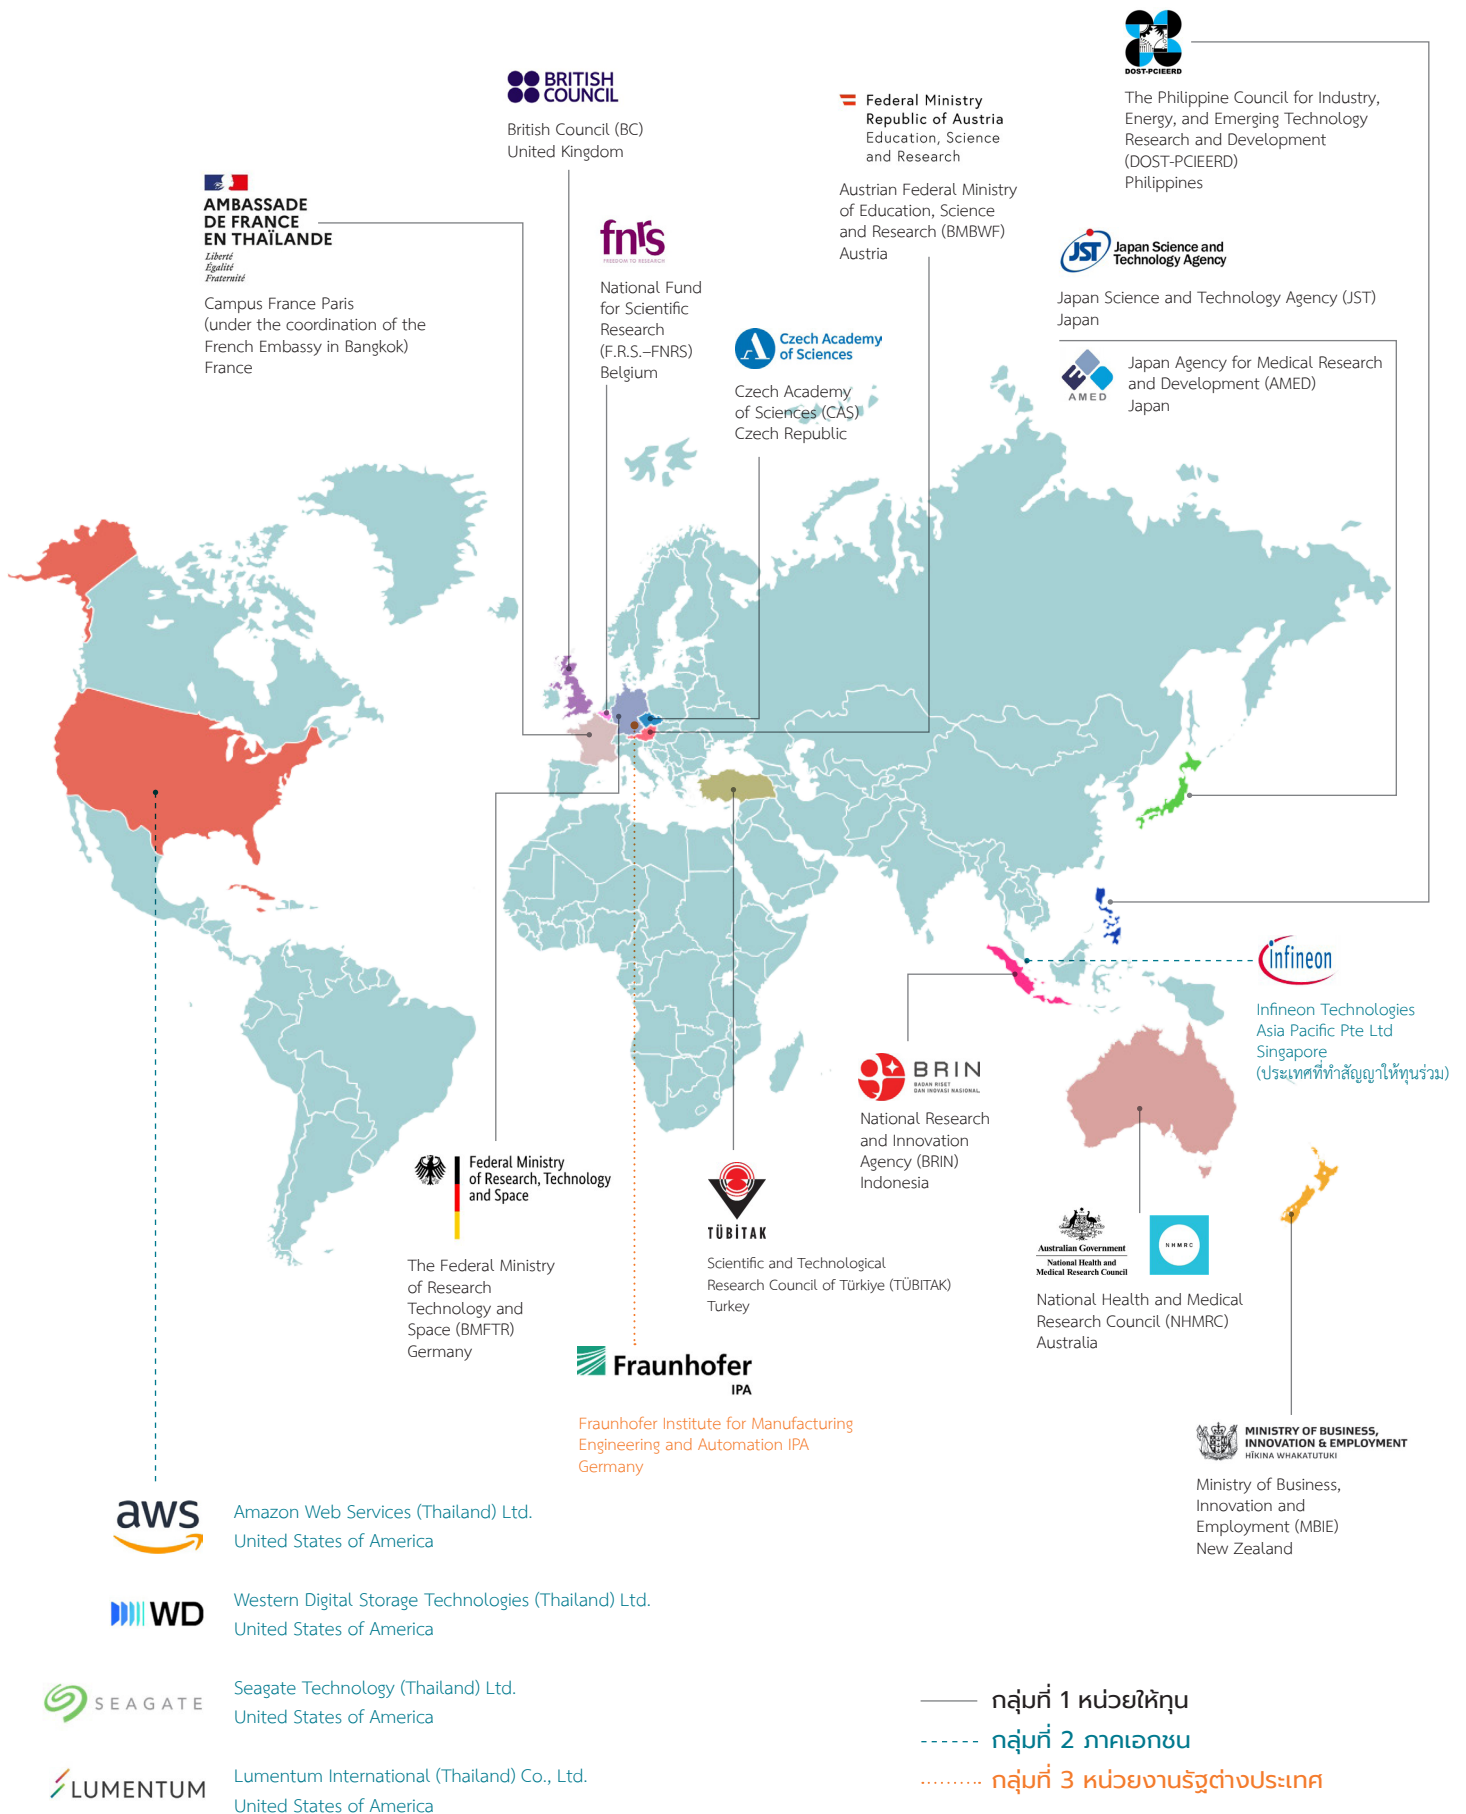 DOST-PCIEERD
The Philippine Council for Industry,
Energy, and Emerging Technology
Research and Development
(DOST-PCIEERD)
Philippines
BRITISH
COUNCIL
British Council (BC)
United Kingdom
Federal Ministry
Republic of Austria
Education, Science
and Research
Austrian Federal Ministry
of Education, Science
and Research (BMBWF)
Austria
AMBASSADE
DE FRANCE
EN THAÏLANDE
Liberté
Égalité
Fraternité
Campus France Paris
(under the coordination of the
French Embassy in Bangkok)
France
fnrs
FREEDOM TO RESEARCH
National Fund
for Scientific
Research
(F.R.S.–FNRS)
Belgium
JST
Japan Science and
Technology Agency
Japan Science and Technology Agency (JST)
Japan
Czech Academy
of Sciences
Czech Academy
of Sciences (CAS)
Czech Republic
AMED
Japan Agency for Medical Research
and Development (AMED)
Japan
infineon
Infineon Technologies
Asia Pacific Pte Ltd
Singapore
(ประเทศที่ทำสัญญาให้ทุนร่วม)
BRIN
BADAN RISET
DAN INOVASI NASIONAL
National Research
and Innovation
Agency (BRIN)
Indonesia
Federal Ministry
of Research, Technology
and Space
The Federal Ministry
of Research
Technology and
Space (BMFTR)
Germany
TÜBİTAK
Scientific and Technological
Research Council of Türkiye (TÜBITAK)
Turkey
Australian Government
National Health and
Medical Research Council
NHMRC
National Health and Medical
Research Council (NHMRC)
Australia
Fraunhofer
IPA
Fraunhofer Institute for Manufacturing
Engineering and Automation IPA
Germany
MINISTRY OF BUSINESS,
INNOVATION & EMPLOYMENT
HĪKINA WHAKATUTUKI
Ministry of Business,
Innovation and
Employment (MBIE)
New Zealand
aws
Amazon Web Services (Thailand) Ltd.
United States of America
WD
Western Digital Storage Technologies (Thailand) Ltd.
United States of America
SEAGATE
Seagate Technology (Thailand) Ltd.
United States of America
LUMENTUM
Lumentum International (Thailand) Co., Ltd.
United States of America
กลุ่มที่ 1 หน่วยให้ทุน
กลุ่มที่ 2 ภาคเอกชน
กลุ่มที่ 3 หน่วยงานรัฐต่างประเทศ